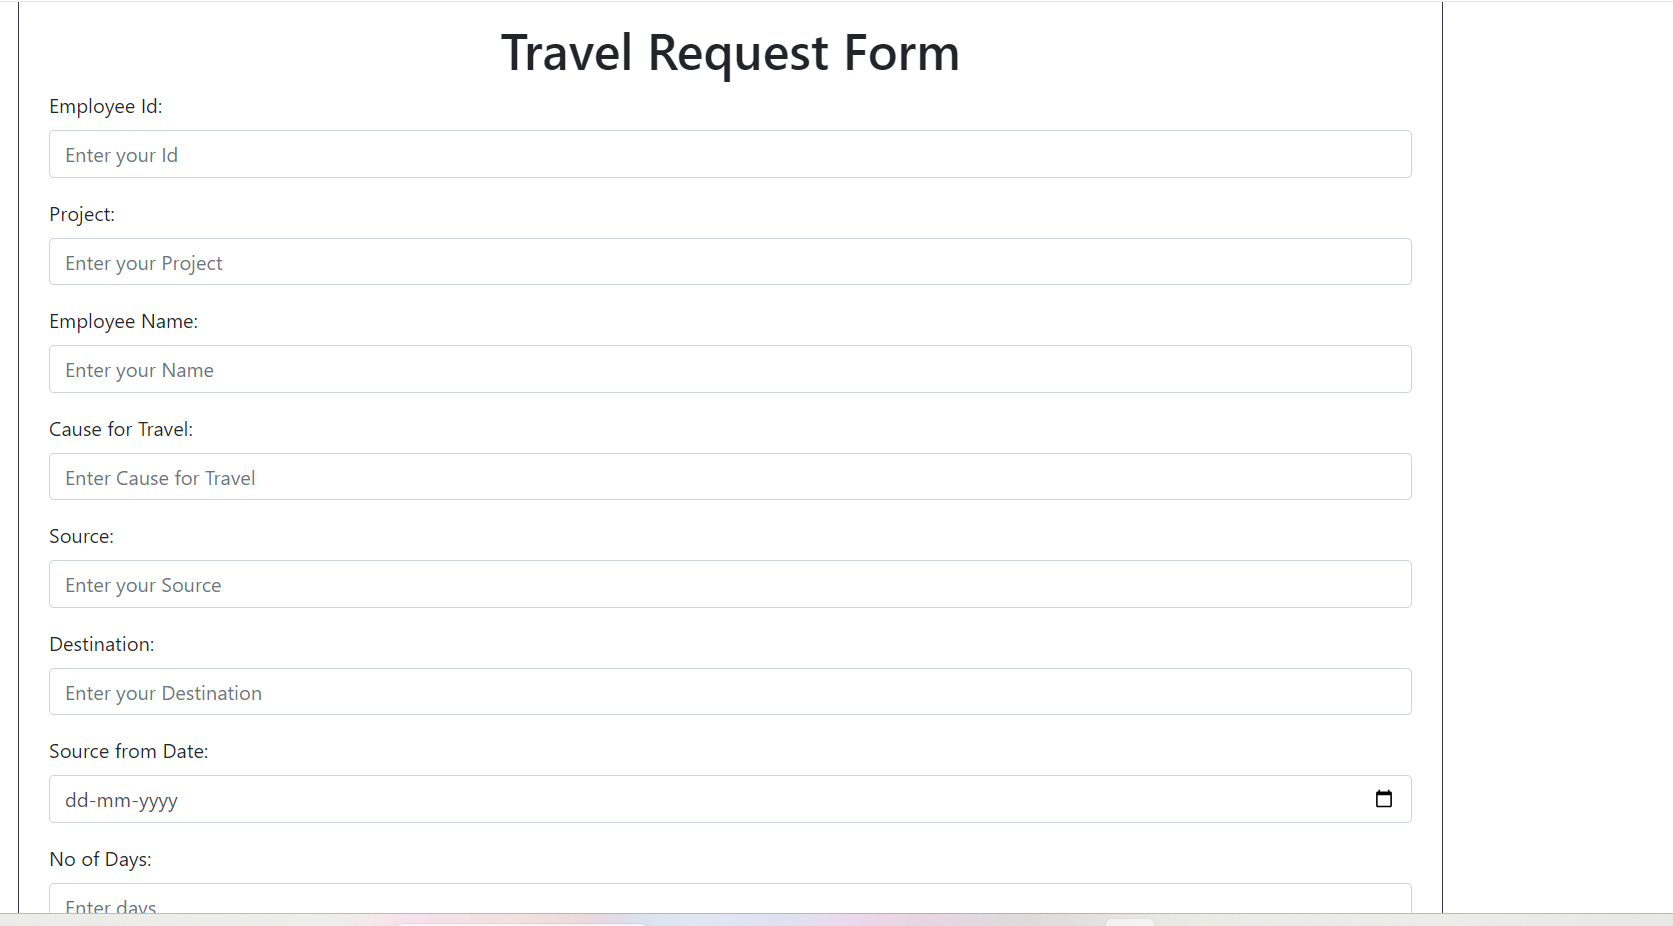 Travel Request Form
Employee Id:
Enter your Id
Project:
Enter your Project
Employee Name:
Enter your Name
Cause for Travel:
Enter Cause for Travel
Source:
Enter your Source
Destination:
Enter your Destination
Source from Date:
dd-mm-yyyy
No of Days:
Enter days